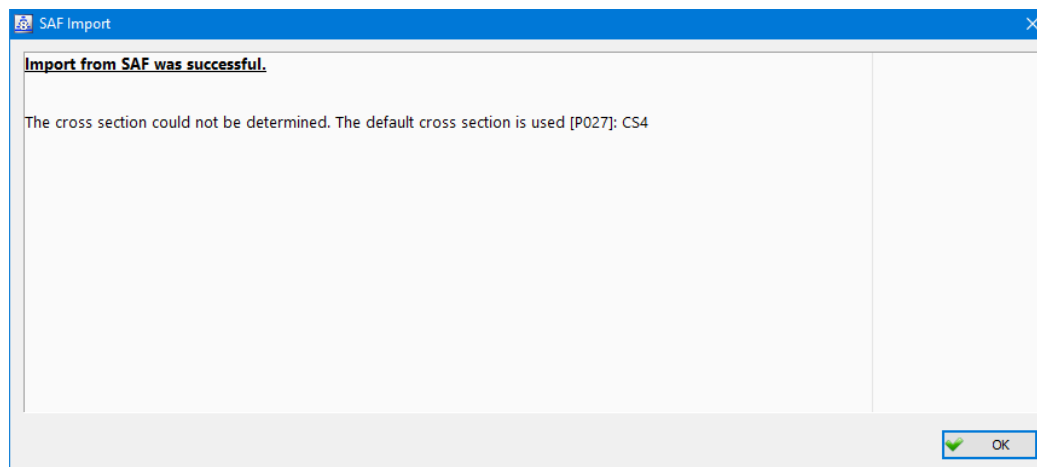 SAF Import
Import from SAF was successful.
The cross section could not be determined. The default cross section is used [P027]: CS4
OK